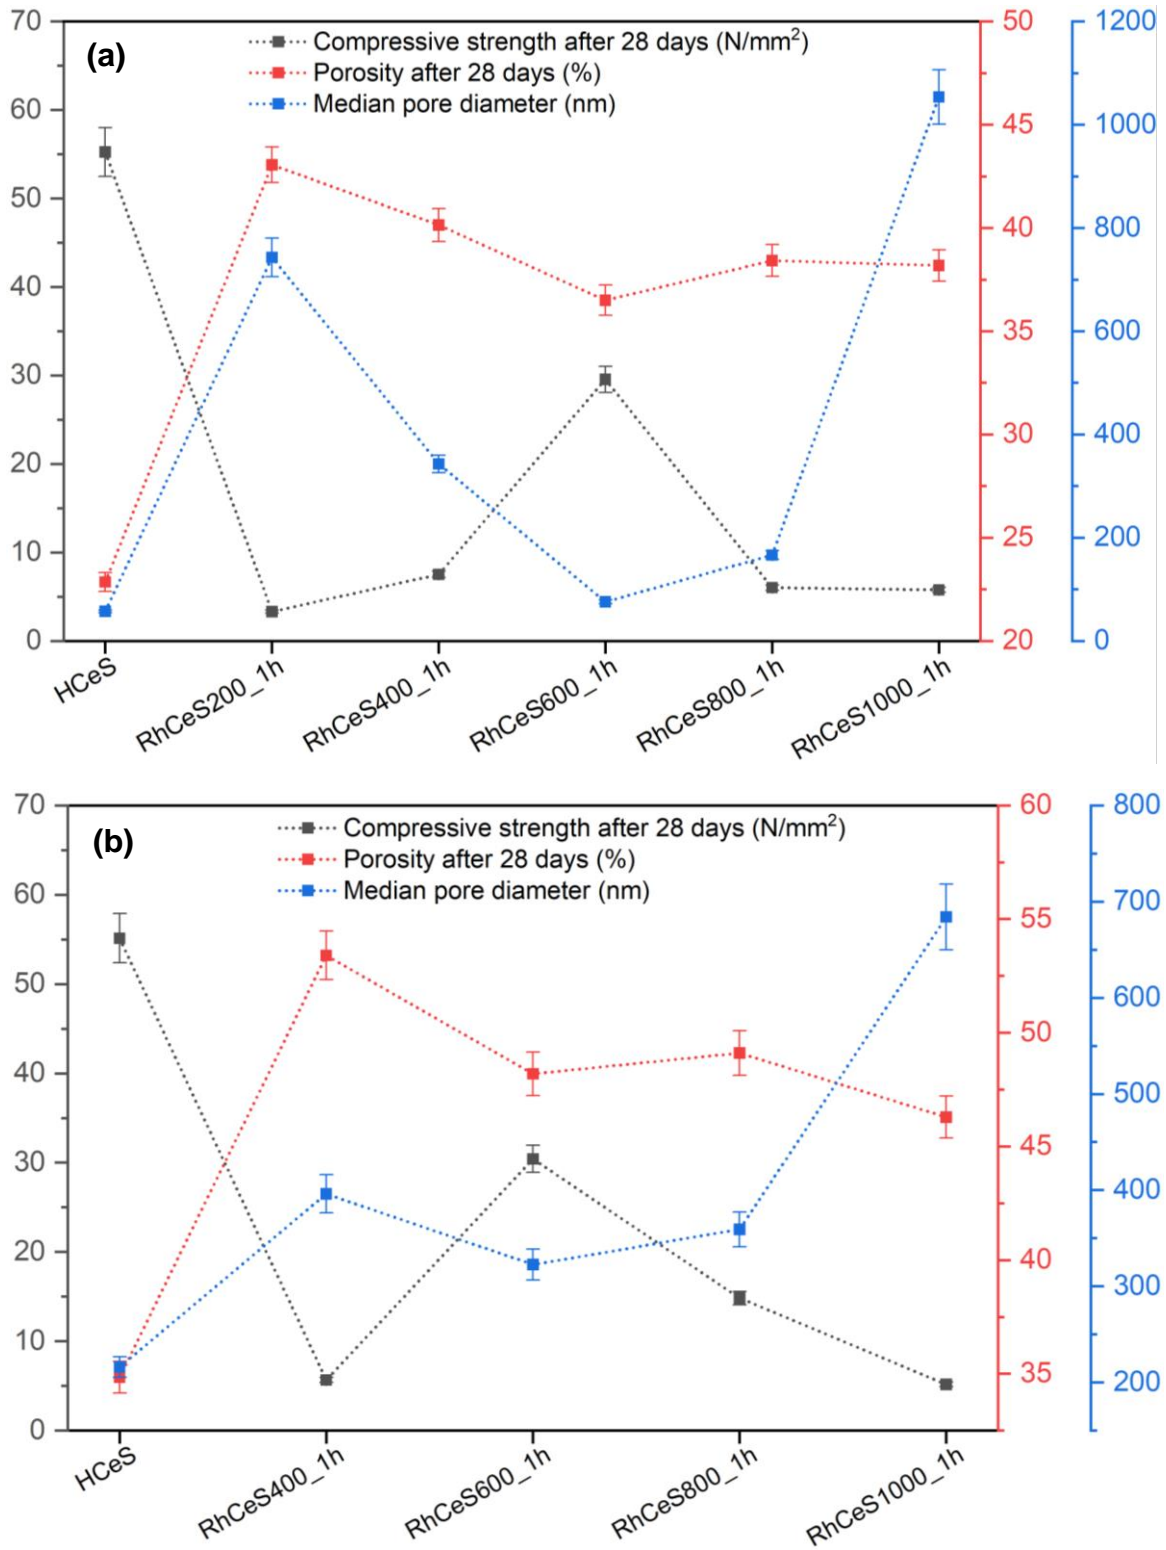 (a)
Compressive strength after 28 days (N/mm²)
Porosity after 28 days (%)
Median pore diameter (nm)
70
60
50
40
30
20
10
0
50
45
40
35
30
25
20
1200
1000
800
600
400
200
0
HCeS
RhCeS200_1h
RhCeS400_1h
RhCeS600_1h
RhCeS800_1h
RhCeS1000_1h
(b)
Compressive strength after 28 days (N/mm²)
Porosity after 28 days (%)
Median pore diameter (nm)
70
60
50
40
30
20
10
0
60
55
50
45
40
35
800
700
600
500
400
300
200
HCeS
RhCeS400_1h
RhCeS600_1h
RhCeS800_1h
RhCeS1000_1h